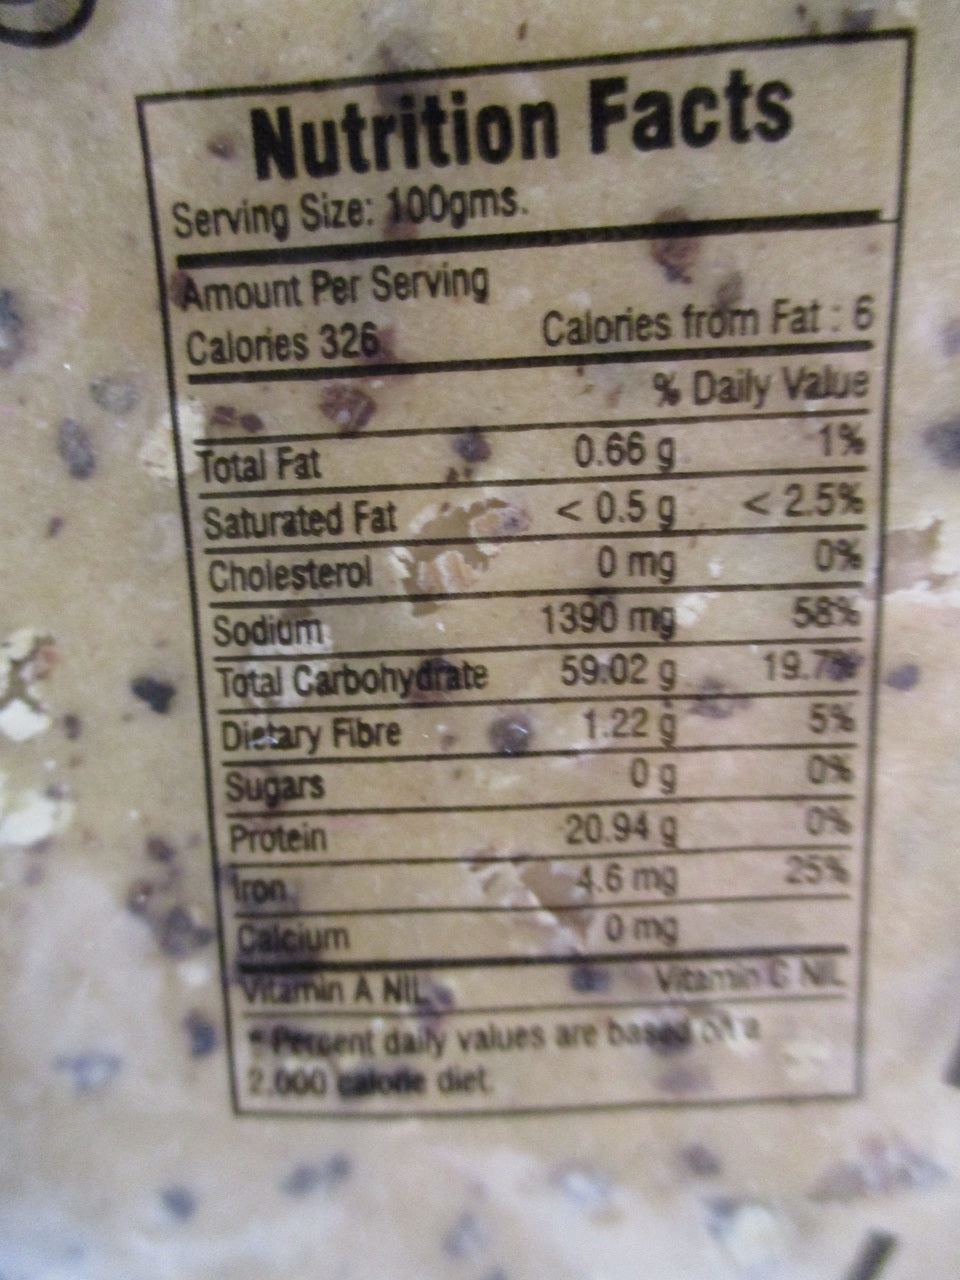 Nutrition Facts
Serving Size: 100gms.
Amount Per Serving
Calories 326 Calories from Fat : 6
% Daily Value
Total Fat 0.66 g 1%
Saturated Fat < 0.5 g < 2.5%
Cholesterol 0 mg 0%
Sodium 1390 mg 58%
Total Carbohydrate 59.02 g 19.7%
Dietary Fibre 1.22 g 5%
Sugars 0 g 0%
Protein 20.94 g 0%
Iron 4.6 mg 25%
Calcium 0 mg
Vitamin A NIL Vitamin C NIL
* Percent daily values are based on a
2.000 calorie diet.